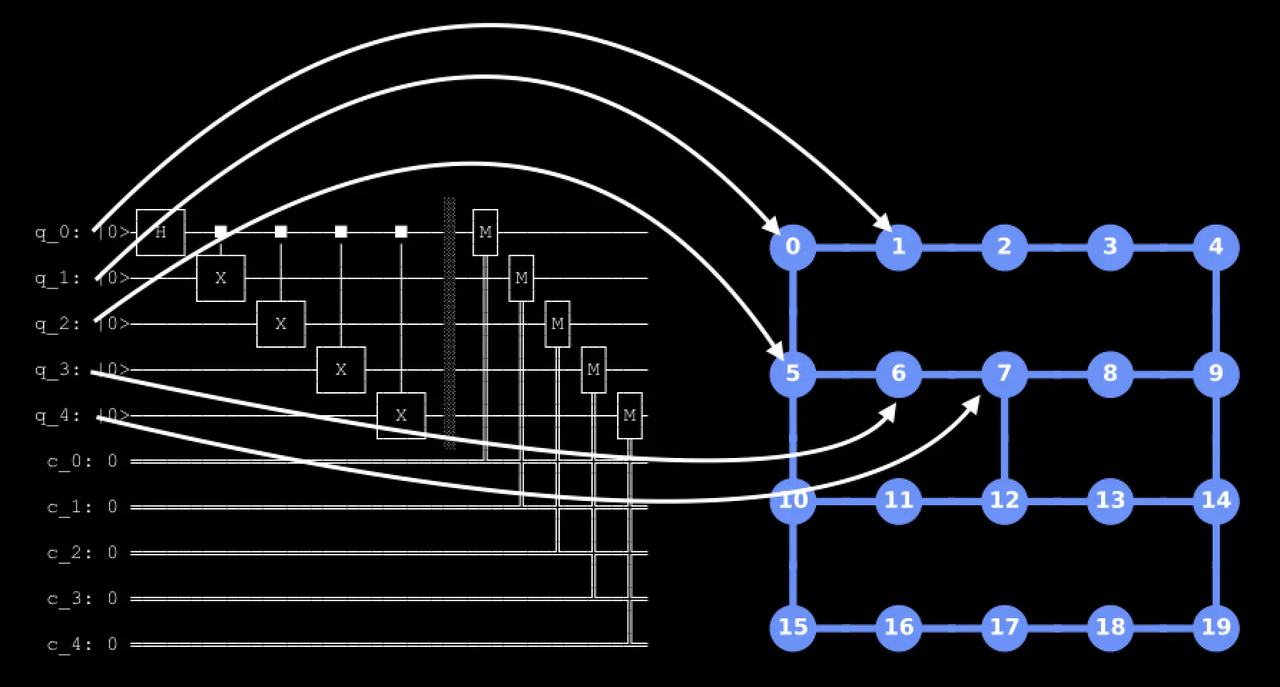 q_0: |0> H M
q_1: |0> X M
q_2: |0> X M
q_3: |0> X M
q_4: |0> X M
c_0: 0
c_1: 0
c_2: 0
c_3: 0
c_4: 0
0 1 2 3 4
5 6 7 8 9
10 11 12 13 14
15 16 17 18 19